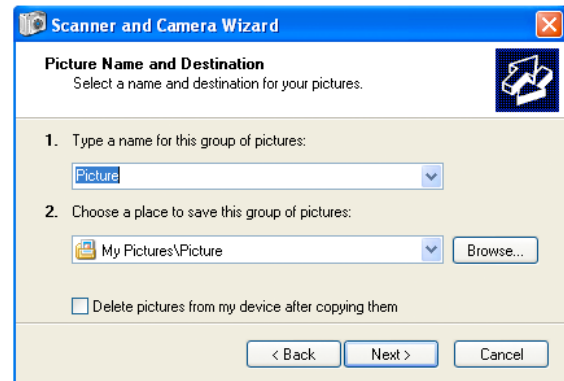 Scanner and Camera Wizard
Picture Name and Destination
Select a name and destination for your pictures.
1. Type a name for this group of pictures:
Picture
2. Choose a place to save this group of pictures:
My Pictures\Picture
Browse...
Delete pictures from my device after copying them
< Back Next > Cancel